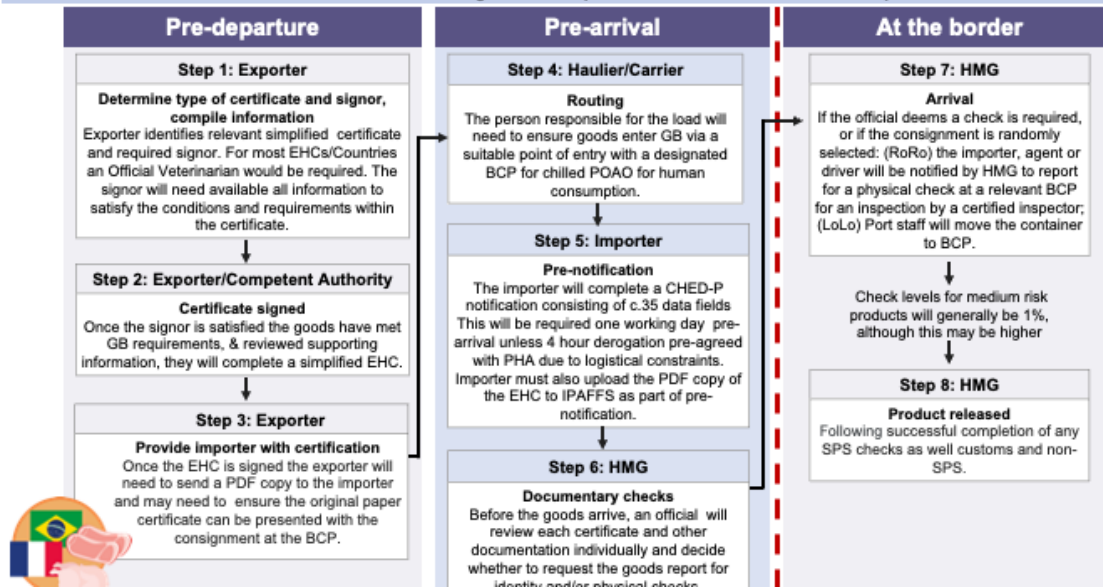 Pre-departure
Step 1: Exporter
Determine type of certificate and signor,
compile information
Exporter identifies relevant simplified certificate
and required signor. For most EHCs/Countries
an Official Veterinarian would be required. The
signor will need available all information to
satisfy the conditions and requirements within
the certificate.
Step 2: Exporter/Competent Authority
Certificate signed
Once the signor is satisfied the goods have met
GB requirements, & reviewed supporting
information, they will complete a simplified EHC.
Step 3: Exporter
Provide importer with certification
Once the EHC is signed the exporter will
need to send a PDF copy to the importer
and may need to ensure the original paper
certificate can be presented with the
consignment at the BCP.
Pre-arrival
Step 4: Haulier/Carrier
Routing
The person responsible for the load will
need to ensure goods enter GB via a
suitable point of entry with a designated
BCP for chilled POAO for human
consumption.
Step 5: Importer
Pre-notification
The importer will complete a CHED-P
notification consisting of c.35 data fields
This will be required one working day pre-
arrival unless 4 hour derogation pre-agreed
with PHA due to logistical constraints.
Importer must also upload the PDF copy of
the EHC to IPAFFS as part of pre-
notification.
Step 6: HMG
Documentary checks
Before the goods arrive, an official will
review each certificate and other
documentation individually and decide
whether to request the goods report for
identity and/or physical checks
At the border
Step 7: HMG
Arrival
If the official deems a check is required,
or if the consignment is randomly
selected: (RoRo) the importer, agent or
driver will be notified by HMG to report
for a physical check at a relevant BCP
for an inspection by a certified inspector;
(LoLo) Port staff will move the container
to BCP.
Check levels for medium risk
products will generally be 1%,
although this may be higher
Step 8: HMG
Product released
Following successful completion of any
SPS checks as well customs and non-
SPS.